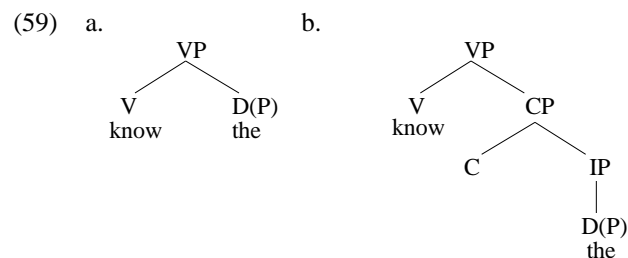 (59) a. b.
VP VP
V D(P) V CP
know the know
C IP
D(P)
the